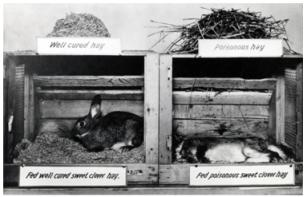 Well cured hay
Poisonous hay
Fed well cured sweet clover hay.
Fed poisonous sweet clover hay.